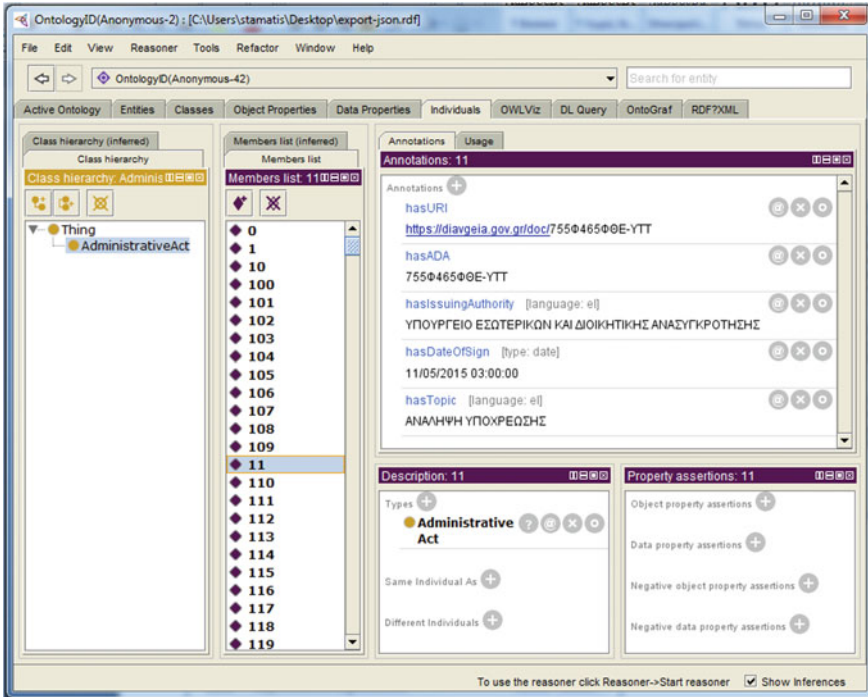 OntologyID(Anonymous-2) : [C:\Users\stamatis\Desktop\export-json.rdf]
File Edit View Reasoner Tools Refactor Window Help
OntologyID(Anonymous-42)
Search for entity
Active Ontology Entities Classes Object Properties Data Properties Individuals OWLViz DL Query OntoGraf RDF?XML
Class hierarchy (inferred)
Class hierarchy
Class hierarchy: Adminis
Thing
AdministrativeAct
Members list (inferred)
Members list
Members list: 11
0
1
10
100
101
102
103
104
105
106
107
108
109
11
110
111
112
113
114
115
116
117
118
119
Annotations Usage
Annotations: 11
Annotations
hasURI
https://diavgeia.gov.gr/doc/755Φ465ΦΘΕ-ΥΤΤ
hasADA
755Φ465ΦΘΕ-ΥΤΤ
hasIssuingAuthority [language: el]
ΥΠΟΥΡΓΕΙΟ ΕΣΩΤΕΡΙΚΩΝ ΚΑΙ ΔΙΟΙΚΗΤΙΚΗΣ ΑΝΑΣΥΓΚΡΟΤΗΣΗΣ
hasDateOfSign [type: date]
11/05/2015 03:00:00
hasTopic [language: el]
ΑΝΑΛΗΨΗ ΥΠΟΧΡΕΩΣΗΣ
Description: 11
Types
Administrative
Act
Same Individual As
Different Individuals
Property assertions: 11
Object property assertions
Data property assertions
Negative object property assertions
Negative data property assertions
To use the reasoner click Reasoner->Start reasoner Show Inferences